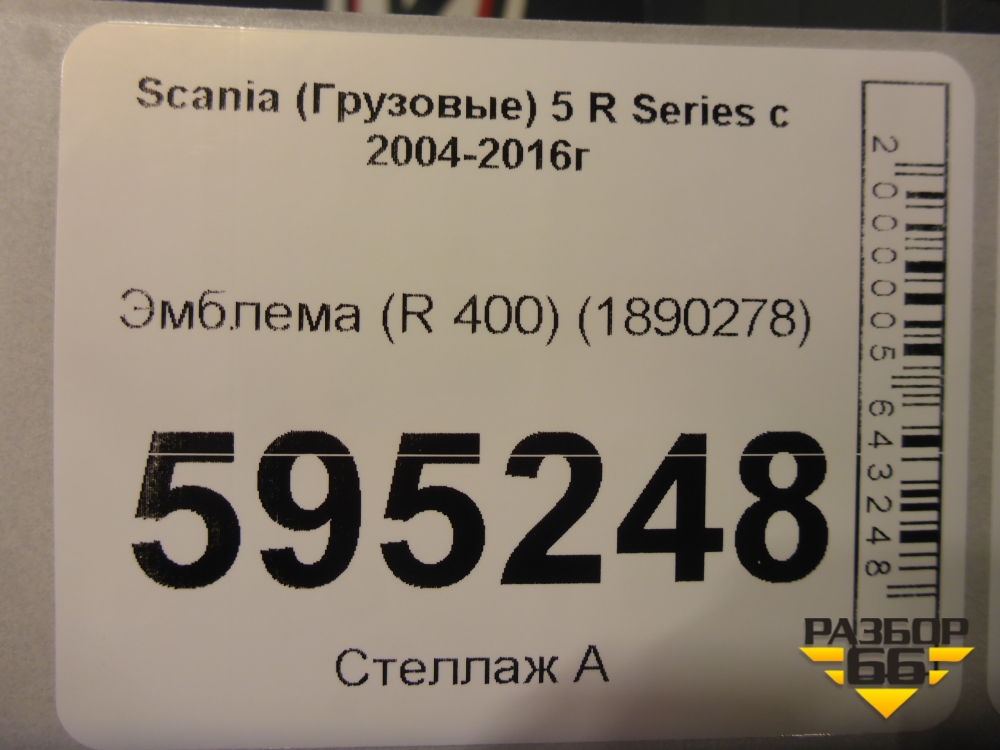 Scania (Грузовые) 5 R Series с
2004-2016г
Эмблема (R 400) (1890278)
595248
Стеллаж А
2000005643248
РАЗБОР
66